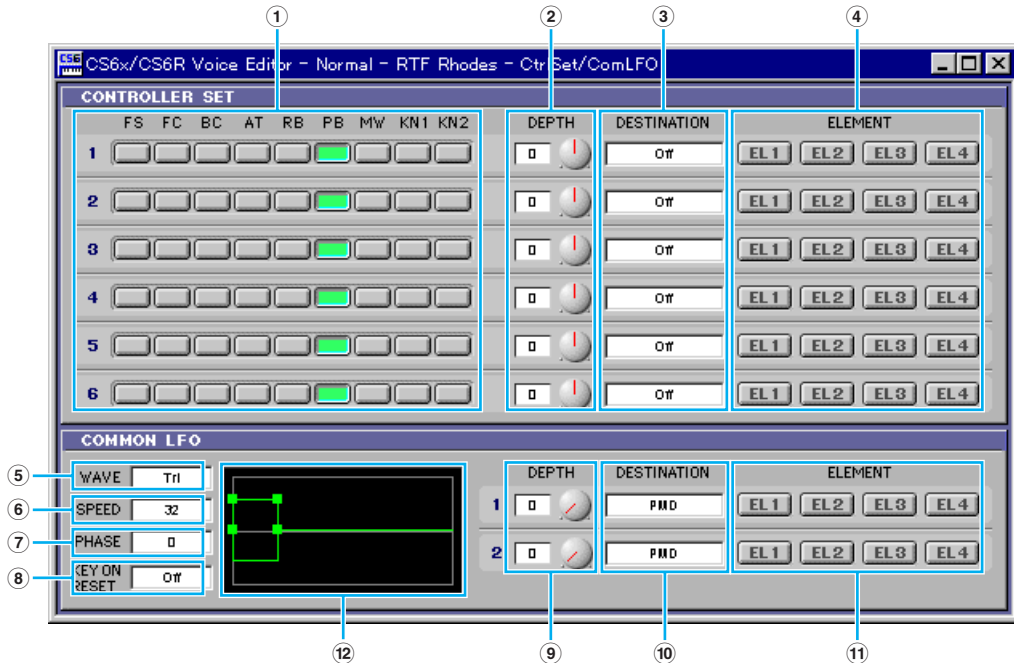 ① ② ③ ④
CS6 CS6x/CS6R Voice Editor - Normal - RTF Rhodes - CtrlSet/ComLFO
CONTROLLER SET
FS FC BC AT RB PB MW KN1 KN2 DEPTH DESTINATION ELEMENT
1 0 Off EL1 EL2 EL3 EL4
2 0 Off EL1 EL2 EL3 EL4
3 0 Off EL1 EL2 EL3 EL4
4 0 Off EL1 EL2 EL3 EL4
5 0 Off EL1 EL2 EL3 EL4
6 0 Off EL1 EL2 EL3 EL4
COMMON LFO
DEPTH DESTINATION ELEMENT
⑤ WAVE Tri
⑥ SPEED 32
1 0 PMD EL1 EL2 EL3 EL4
⑦ PHASE 0
⑧ KEY ON RESET Off
2 0 PMD EL1 EL2 EL3 EL4
⑫ ⑨ ⑩ ⑪